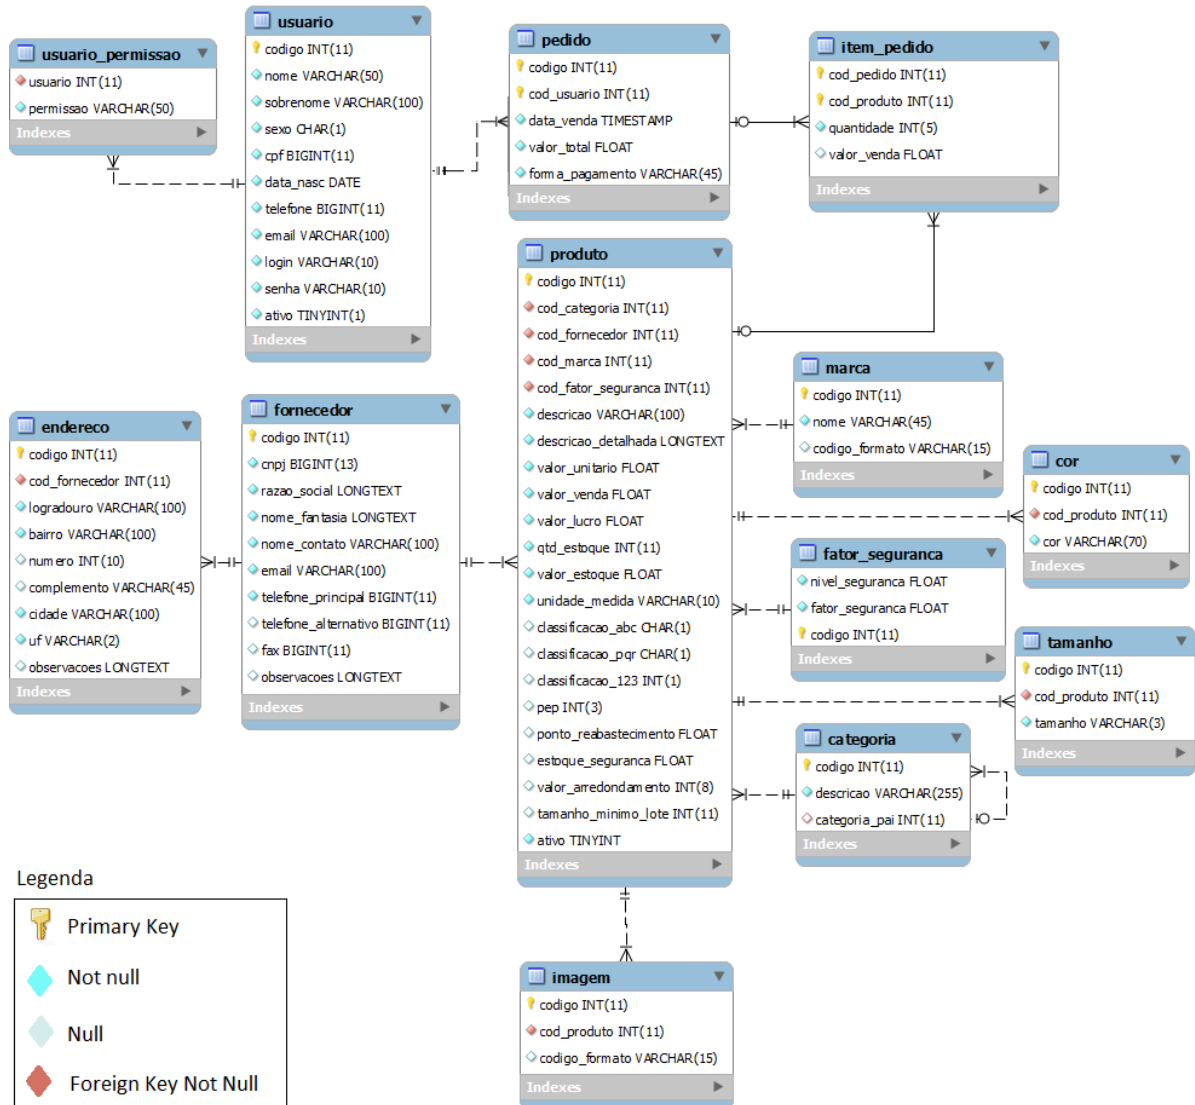 usuario_permissao
usuario INT(11)
permissao VARCHAR(50)
Indexes
usuario
codigo INT(11)
nome VARCHAR(50)
sobrenome VARCHAR(100)
sexo CHAR(1)
cpf BIGINT(11)
data_nasc DATE
telefone BIGINT(11)
email VARCHAR(100)
login VARCHAR(10)
senha VARCHAR(10)
ativo TINYINT(1)
Indexes
pedido
codigo INT(11)
cod_usuario INT(11)
data_venda TIMESTAMP
valor_total FLOAT
forma_pagamento VARCHAR(45)
Indexes
item_pedido
cod_pedido INT(11)
cod_produto INT(11)
quantidade INT(5)
valor_venda FLOAT
Indexes
produto
codigo INT(11)
cod_categoria INT(11)
cod_fornecedor INT(11)
cod_marca INT(11)
cod_fator_seguranca INT(11)
descricao VARCHAR(100)
descricao_detalhada LONGTEXT
valor_unitario FLOAT
valor_venda FLOAT
valor_lucro FLOAT
qtd_estoque INT(11)
valor_estoque FLOAT
unidade_medida VARCHAR(10)
classificacao_abc CHAR(1)
classificacao_pqr CHAR(1)
classificacao_123 INT(1)
pep INT(3)
ponto_reabastecimento FLOAT
estoque_seguranca FLOAT
valor_arredondamento INT(8)
tamanho_minimo_lote INT(11)
ativo TINYINT
Indexes
marca
codigo INT(11)
nome VARCHAR(45)
codigo_formato VARCHAR(15)
Indexes
endereco
codigo INT(11)
cod_fornecedor INT(11)
logradouro VARCHAR(100)
bairro VARCHAR(100)
numero INT(10)
complemento VARCHAR(45)
cidade VARCHAR(100)
uf VARCHAR(2)
observacoes LONGTEXT
Indexes
fornecedor
codigo INT(11)
cnpj BIGINT(13)
razao_social LONGTEXT
nome_fantasia LONGTEXT
nome_contato VARCHAR(100)
email VARCHAR(100)
telefone_principal BIGINT(11)
telefone_alternativo BIGINT(11)
fax BIGINT(11)
observacoes LONGTEXT
Indexes
cor
codigo INT(11)
cod_produto INT(11)
cor VARCHAR(70)
Indexes
fator_seguranca
nivel_seguranca FLOAT
fator_seguranca FLOAT
codigo INT(11)
Indexes
tamanho
codigo INT(11)
cod_produto INT(11)
tamanho VARCHAR(3)
Indexes
categoria
codigo INT(11)
descricao VARCHAR(255)
categoria_pai INT(11)
Indexes
imagem
codigo INT(11)
cod_produto INT(11)
codigo_formato VARCHAR(15)
Indexes
Legenda
Primary Key
Not null
Null
Foreign Key Not Null